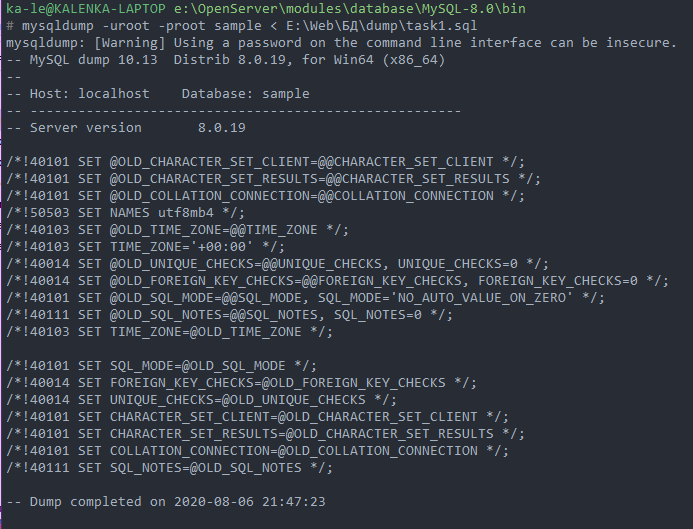 ka-le@KALENKA-LAPTOP e:\OpenServer\modules\database\MySQL-8.0\bin
# mysqldump -uroot -proot sample < E:\Web\БД\dump\task1.sql
mysqldump: [Warning] Using a password on the command line interface can be insecure.
-- MySQL dump 10.13  Distrib 8.0.19, for Win64 (x86_64)
--
-- Host: localhost    Database: sample
-- ------------------------------------------------------
-- Server version       8.0.19

/*!40101 SET @OLD_CHARACTER_SET_CLIENT=@@CHARACTER_SET_CLIENT */;
/*!40101 SET @OLD_CHARACTER_SET_RESULTS=@@CHARACTER_SET_RESULTS */;
/*!40101 SET @OLD_COLLATION_CONNECTION=@@COLLATION_CONNECTION */;
/*!50503 SET NAMES utf8mb4 */;
/*!40103 SET @OLD_TIME_ZONE=@@TIME_ZONE */;
/*!40103 SET TIME_ZONE='+00:00' */;
/*!40014 SET @OLD_UNIQUE_CHECKS=@@UNIQUE_CHECKS, UNIQUE_CHECKS=0 */;
/*!40014 SET @OLD_FOREIGN_KEY_CHECKS=@@FOREIGN_KEY_CHECKS, FOREIGN_KEY_CHECKS=0 */;
/*!40101 SET @OLD_SQL_MODE=@@SQL_MODE, SQL_MODE='NO_AUTO_VALUE_ON_ZERO' */;
/*!40111 SET @OLD_SQL_NOTES=@@SQL_NOTES, SQL_NOTES=0 */;
/*!40103 SET TIME_ZONE=@OLD_TIME_ZONE */;

/*!40101 SET SQL_MODE=@OLD_SQL_MODE */;
/*!40014 SET FOREIGN_KEY_CHECKS=@OLD_FOREIGN_KEY_CHECKS */;
/*!40014 SET UNIQUE_CHECKS=@OLD_UNIQUE_CHECKS */;
/*!40101 SET CHARACTER_SET_CLIENT=@OLD_CHARACTER_SET_CLIENT */;
/*!40101 SET CHARACTER_SET_RESULTS=@OLD_CHARACTER_SET_RESULTS */;
/*!40101 SET COLLATION_CONNECTION=@OLD_COLLATION_CONNECTION */;
/*!40111 SET SQL_NOTES=@OLD_SQL_NOTES */;

-- Dump completed on 2020-08-06 21:47:23